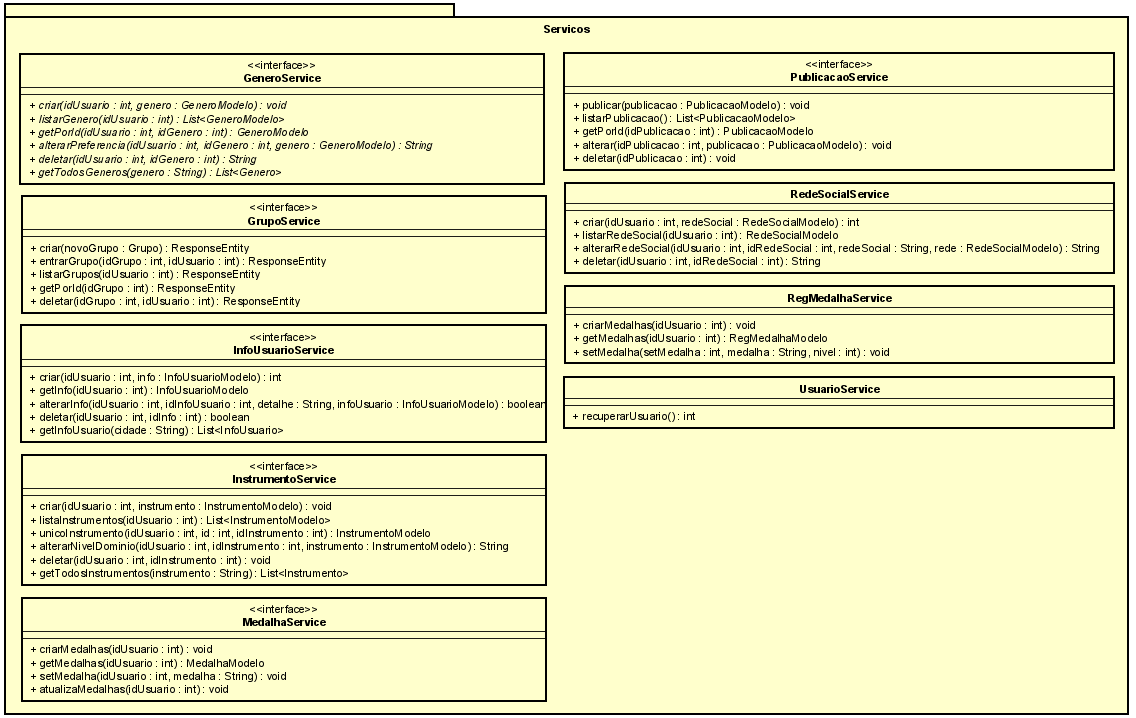 Servicos
<<interface>>
GeneroService
+ criar(idUsuario : int, genero : GeneroModelo) : void
+ listarGenero(idUsuario : int) : List<GeneroModelo>
+ getPorId(idUsuario : int, idGenero : int) : GeneroModelo
+ alterarPreferencia(idUsuario : int, idGenero : int, genero : GeneroModelo) : String
+ deletar(idUsuario : int, idGenero : int) : String
+ getTodosGeneros(genero : String) : List<Genero>
<<interface>>
GrupoService
+ criar(novoGrupo : Grupo) : ResponseEntity
+ entrarGrupo(idGrupo : int, idUsuario : int) : ResponseEntity
+ listarGrupos(idUsuario : int) : ResponseEntity
+ getPorId(idGrupo : int) : ResponseEntity
+ deletar(idGrupo : int, idUsuario : int) : ResponseEntity
<<interface>>
InfoUsuarioService
+ criar(idUsuario : int, info : InfoUsuarioModelo) : int
+ getInfo(idUsuario : int) : InfoUsuarioModelo
+ alterarInfo(idUsuario : int, idInfoUsuario : int, detalhe : String, infoUsuario : InfoUsuarioModelo) : boolean
+ deletar(idUsuario : int, idInfo : int) : boolean
+ getInfoUsuario(cidade : String) : List<InfoUsuario>
<<interface>>
InstrumentoService
+ criar(idUsuario : int, instrumento : InstrumentoModelo) : void
+ listaInstrumentos(idUsuario : int) : List<InstrumentoModelo>
+ unicoInstrumento(idUsuario : int, id : int, idInstrumento : int) : InstrumentoModelo
+ alterarNivelDominio(idUsuario : int, idInstrumento : int, instrumento : InstrumentoModelo) : String
+ deletar(idUsuario : int, idInstrumento : int) : void
+ getTodosInstrumentos(instrumento : String) : List<Instrumento>
<<interface>>
MedalhaService
+ criarMedalhas(idUsuario : int) : void
+ getMedalhas(idUsuario : int) : MedalhaModelo
+ setMedalha(idUsuario : int, medalha : String) : void
+ atualizaMedalhas(idUsuario : int) : void
<<interface>>
PublicacaoService
+ publicar(publicacao : PublicacaoModelo) : void
+ listarPublicacao() : List<PublicacaoModelo>
+ getPorId(idPublicacao : int) : PublicacaoModelo
+ alterar(idPublicacao : int, publicacao : PublicacaoModelo) : void
+ deletar(idPublicacao : int) : void
RedeSocialService
+ criar(idUsuario : int, redeSocial : RedeSocialModelo) : int
+ listarRedeSocial(idUsuario : int) : RedeSocialModelo
+ alterarRedeSocial(idUsuario : int, idRedeSocial : int, redeSocial : String, rede : RedeSocialModelo) : String
+ deletar(idUsuario : int, idRedeSocial : int) : String
RegMedalhaService
+ criarMedalhas(idUsuario : int) : void
+ getMedalhas(idUsuario : int) : RegMedalhaModelo
+ setMedalha(setMedalha : int, medalha : String, nivel : int) : void
UsuarioService
+ recuperarUsuario() : int